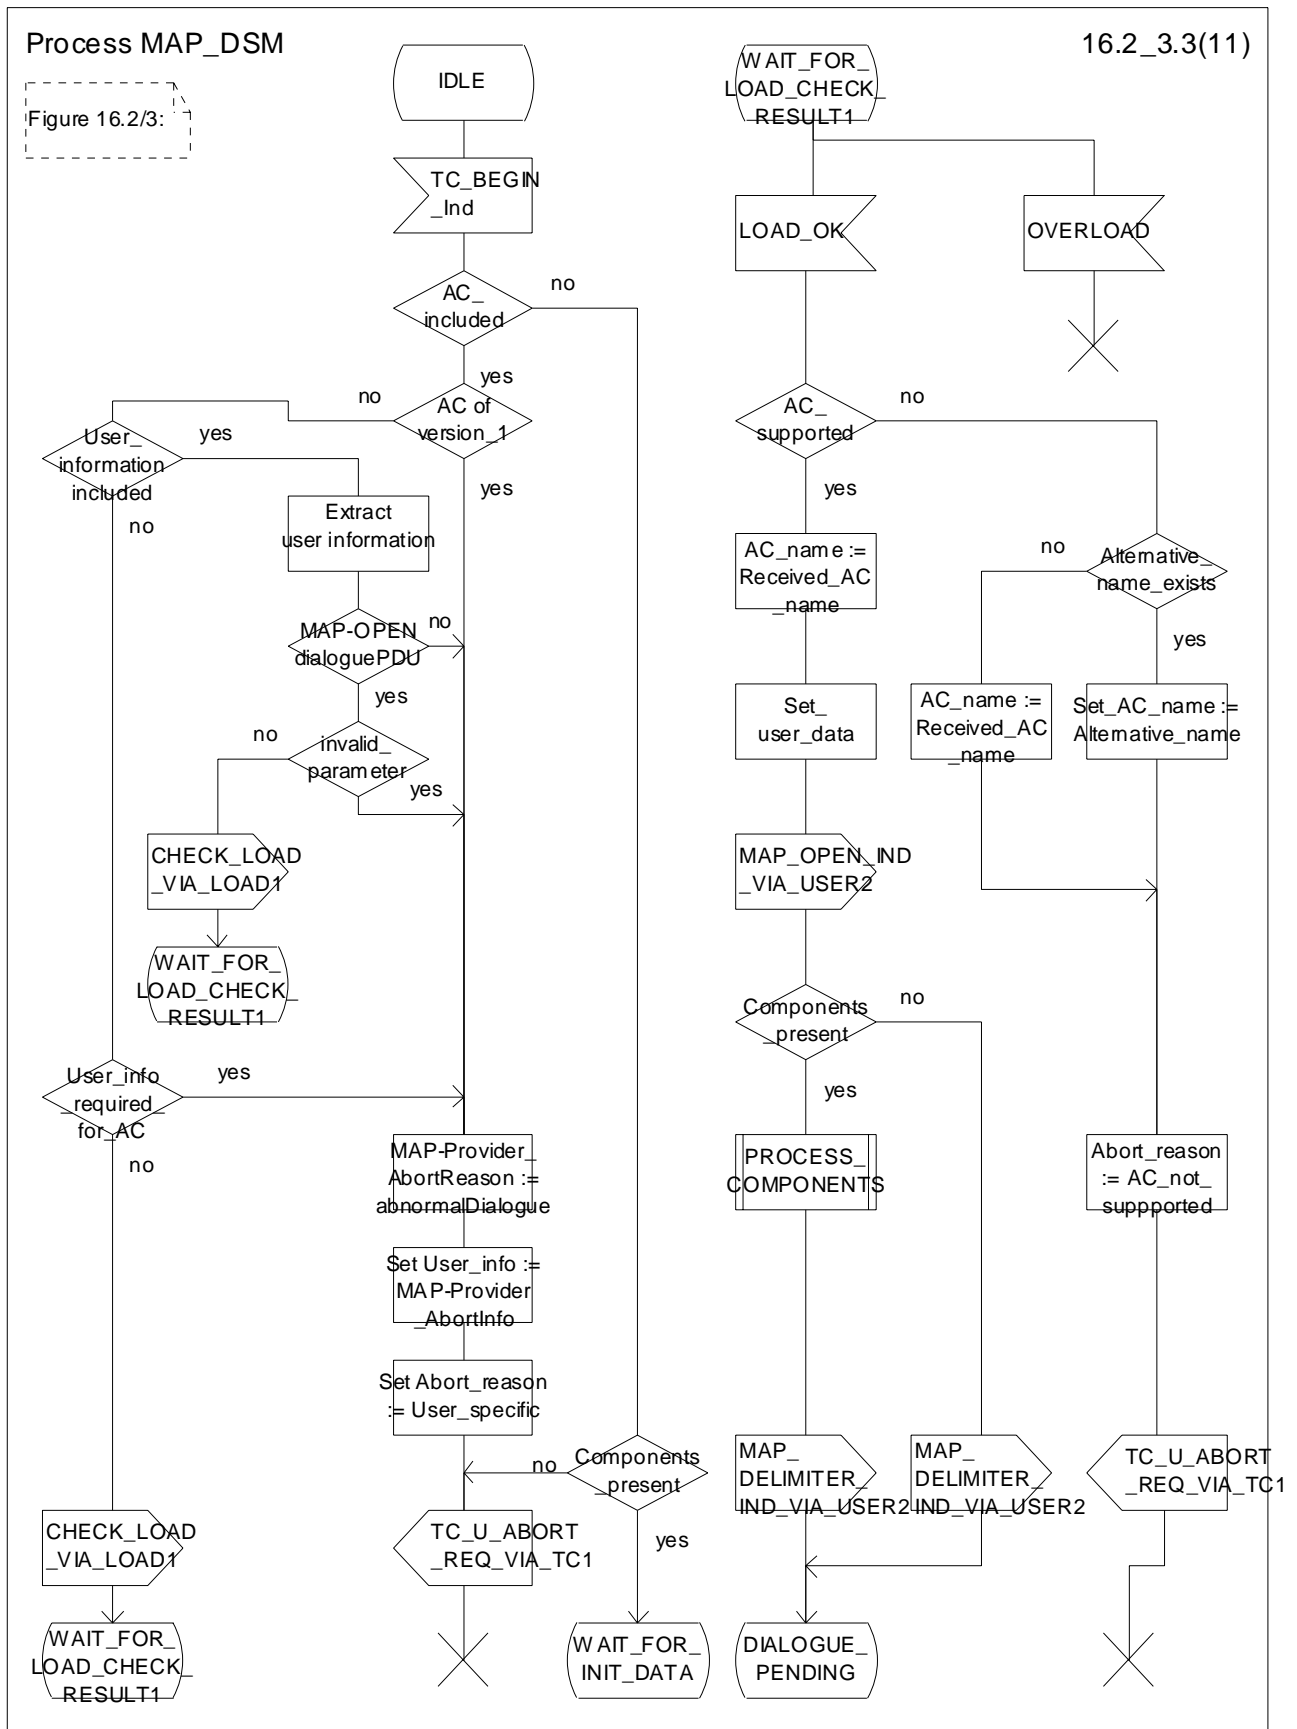 Process MAP_DSM
16.2_3.3(11)
Figure 16.2/3:
IDLE
TC_BEGIN
_Ind
AC_
included
no
yes
AC of
version_1
no
yes
User_
information
included
yes
no
Extract
user information
MAP-OPEN
dialoguePDU
no
yes
invalid_
parameter
no
yes
CHECK_LOAD
_VIA_LOAD1
WAIT_FOR_
LOAD_CHECK_
RESULT1
User_info
_required_
for_AC
yes
no
MAP-Provider_
AbortReason :=
abnormalDialogue
Set User_info :=
MAP-Provider
_AbortInfo
Set Abort_reason
:= User_specific
Components
_present
no
yes
TC_U_ABORT
_REQ_VIA_TC1
CHECK_LOAD
_VIA_LOAD1
WAIT_FOR_
LOAD_CHECK_
RESULT1
WAIT_FOR_
INIT_DATA
WAIT_FOR_
LOAD_CHECK_
RESULT1
LOAD_OK
OVERLOAD
AC_
supported
no
yes
AC_name :=
Received_AC
_name
Alternative_
name_exists
no
yes
Set_
user_data
AC_name :=
Received_AC
_name
Set_AC_name :=
Alternative_name
MAP_OPEN_IND
_VIA_USER2
Components
_present
no
yes
PROCESS_
COMPONENTS
Abort_reason
:= AC_not_
suppported
MAP_
DELIMITER_
IND_VIA_USER2
MAP_
DELIMITER_
IND_VIA_USER2
TC_U_ABORT
_REQ_VIA_TC1
DIALOGUE_
PENDING